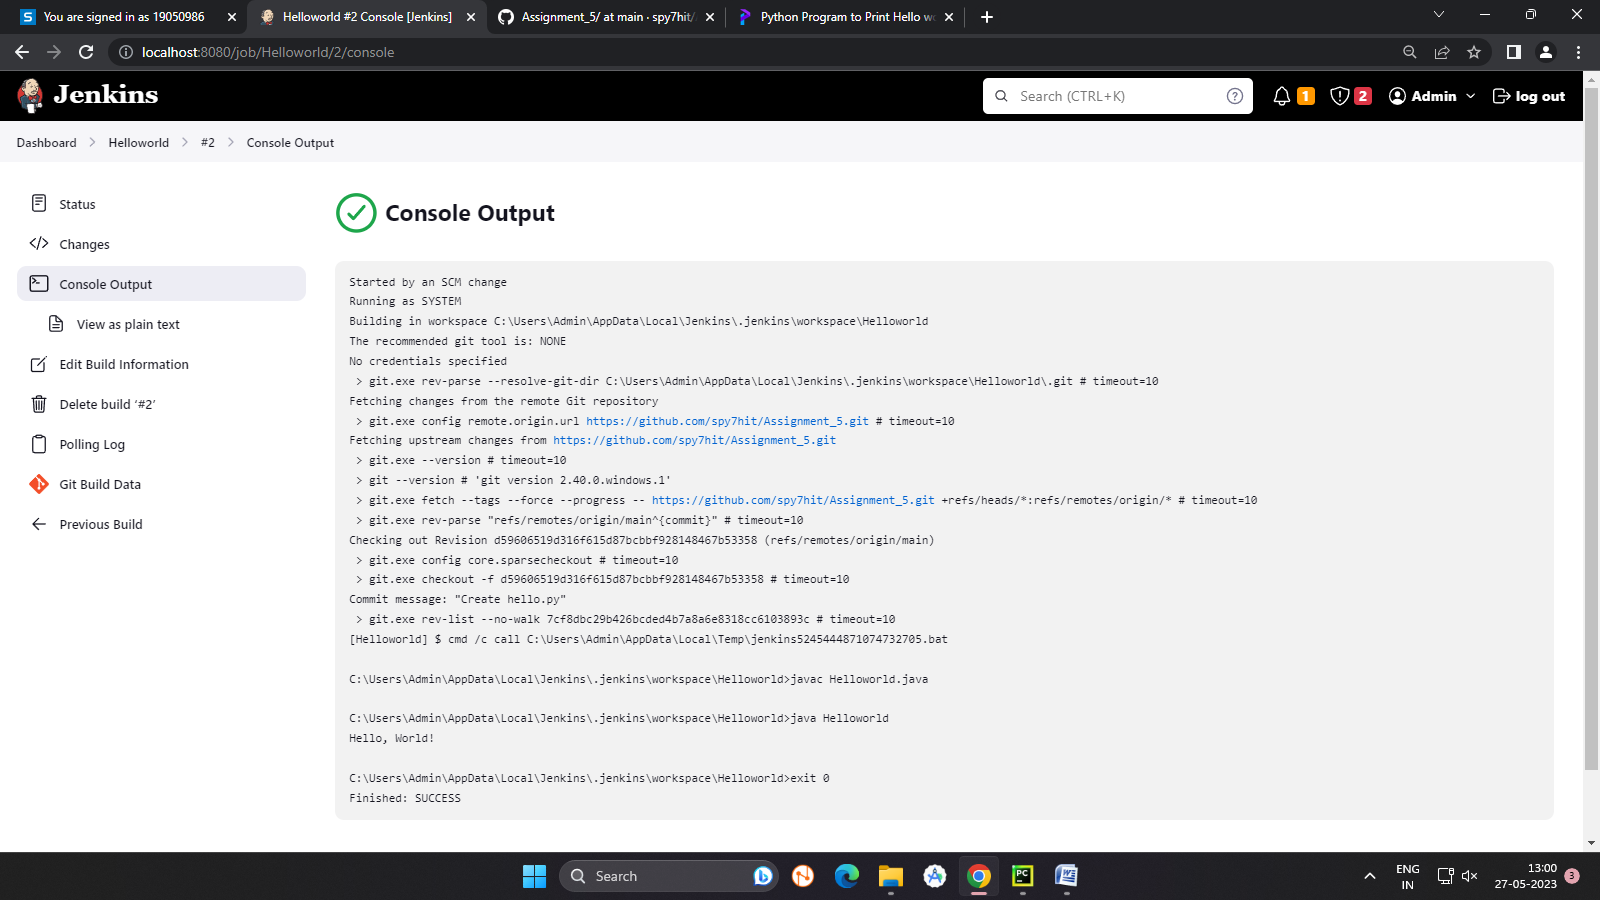 You are signed in as 19050986
Helloworld #2 Console [Jenkins]
Assignment_5/ at main · spy7hit/
Python Program to Print Hello w
localhost:8080/job/Helloworld/2/console
Jenkins
Search (CTRL+K)
1
2
Admin
log out
Dashboard > Helloworld > #2 > Console Output
Status
Changes
Console Output
View as plain text
Edit Build Information
Delete build ‘#2’
Polling Log
Git Build Data
Previous Build
Console Output
Started by an SCM change
Running as SYSTEM
Building in workspace C:\Users\Admin\AppData\Local\Jenkins\.jenkins\workspace\Helloworld
The recommended git tool is: NONE
No credentials specified
> git.exe rev-parse --resolve-git-dir C:\Users\Admin\AppData\Local\Jenkins\.jenkins\workspace\Helloworld\.git # timeout=10
Fetching changes from the remote Git repository
> git.exe config remote.origin.url https://github.com/spy7hit/Assignment_5.git # timeout=10
Fetching upstream changes from https://github.com/spy7hit/Assignment_5.git
> git.exe --version # timeout=10
> git --version # 'git version 2.40.0.windows.1'
> git.exe fetch --tags --force --progress -- https://github.com/spy7hit/Assignment_5.git +refs/heads/*:refs/remotes/origin/* # timeout=10
> git.exe rev-parse "refs/remotes/origin/main^{commit}" # timeout=10
Checking out Revision d59606519d316f615d87bcbbf928148467b53358 (refs/remotes/origin/main)
> git.exe config core.sparsecheckout # timeout=10
> git.exe checkout -f d59606519d316f615d87bcbbf928148467b53358 # timeout=10
Commit message: "Create hello.py"
> git.exe rev-list --no-walk 7cf8dbc29b426bcded4b7a8a6e8318cc6103893c # timeout=10
[Helloworld] $ cmd /c call C:\Users\Admin\AppData\Local\Temp\jenkins5245444871074732705.bat
C:\Users\Admin\AppData\Local\Jenkins\.jenkins\workspace\Helloworld>javac Helloworld.java
C:\Users\Admin\AppData\Local\Jenkins\.jenkins\workspace\Helloworld>java Helloworld
Hello, World!
C:\Users\Admin\AppData\Local\Jenkins\.jenkins\workspace\Helloworld>exit 0
Finished: SUCCESS
Search
ENG
IN
13:00
27-05-2023
3